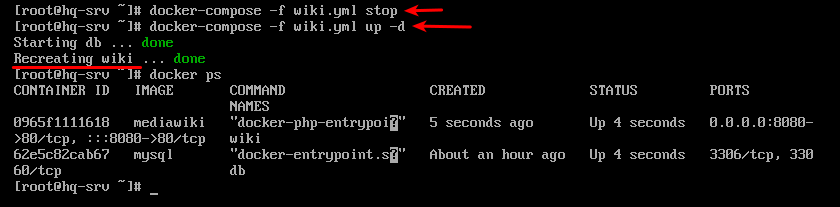 [root@hq-srv ~]# docker-compose -f wiki.yml stop
[root@hq-srv ~]# docker-compose -f wiki.yml up -d
Starting db ... done
Recreating wiki ... done
[root@hq-srv ~]# docker ps
CONTAINER ID   IMAGE       COMMAND                  CREATED             STATUS         PORTS
                           NAMES
0965f1111618   mediawiki   "docker-php-entrypoi?"   5 seconds ago       Up 4 seconds   0.0.0.0:8080-
>80/tcp, :::8080->80/tcp   wiki
62e5c82cab67   mysql       "docker-entrypoint.s?"   About an hour ago   Up 4 seconds   3306/tcp, 330
60/tcp                     db
[root@hq-srv ~]# _